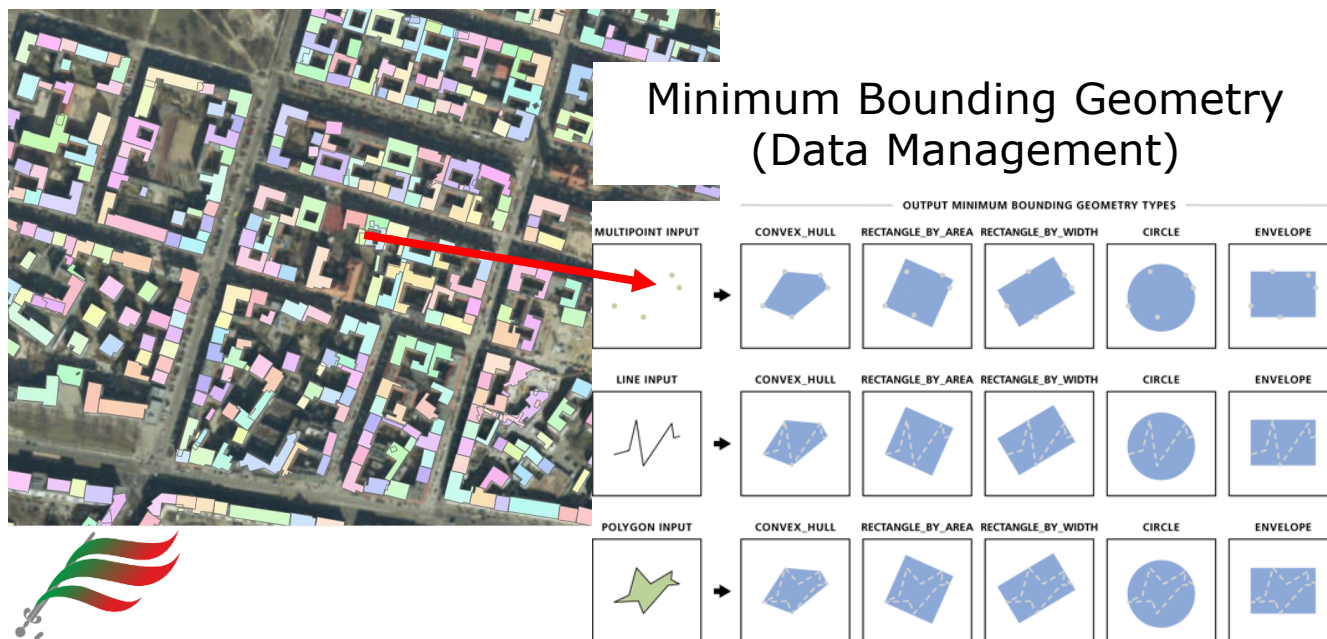 Minimum Bounding Geometry
(Data Management)
OUTPUT MINIMUM BOUNDING GEOMETRY TYPES
MULTIPOINT INPUT CONVEX_HULL RECTANGLE_BY_AREA RECTANGLE_BY_WIDTH CIRCLE ENVELOPE
LINE INPUT CONVEX_HULL RECTANGLE_BY_AREA RECTANGLE_BY_WIDTH CIRCLE ENVELOPE
POLYGON INPUT CONVEX_HULL RECTANGLE_BY_AREA RECTANGLE_BY_WIDTH CIRCLE ENVELOPE